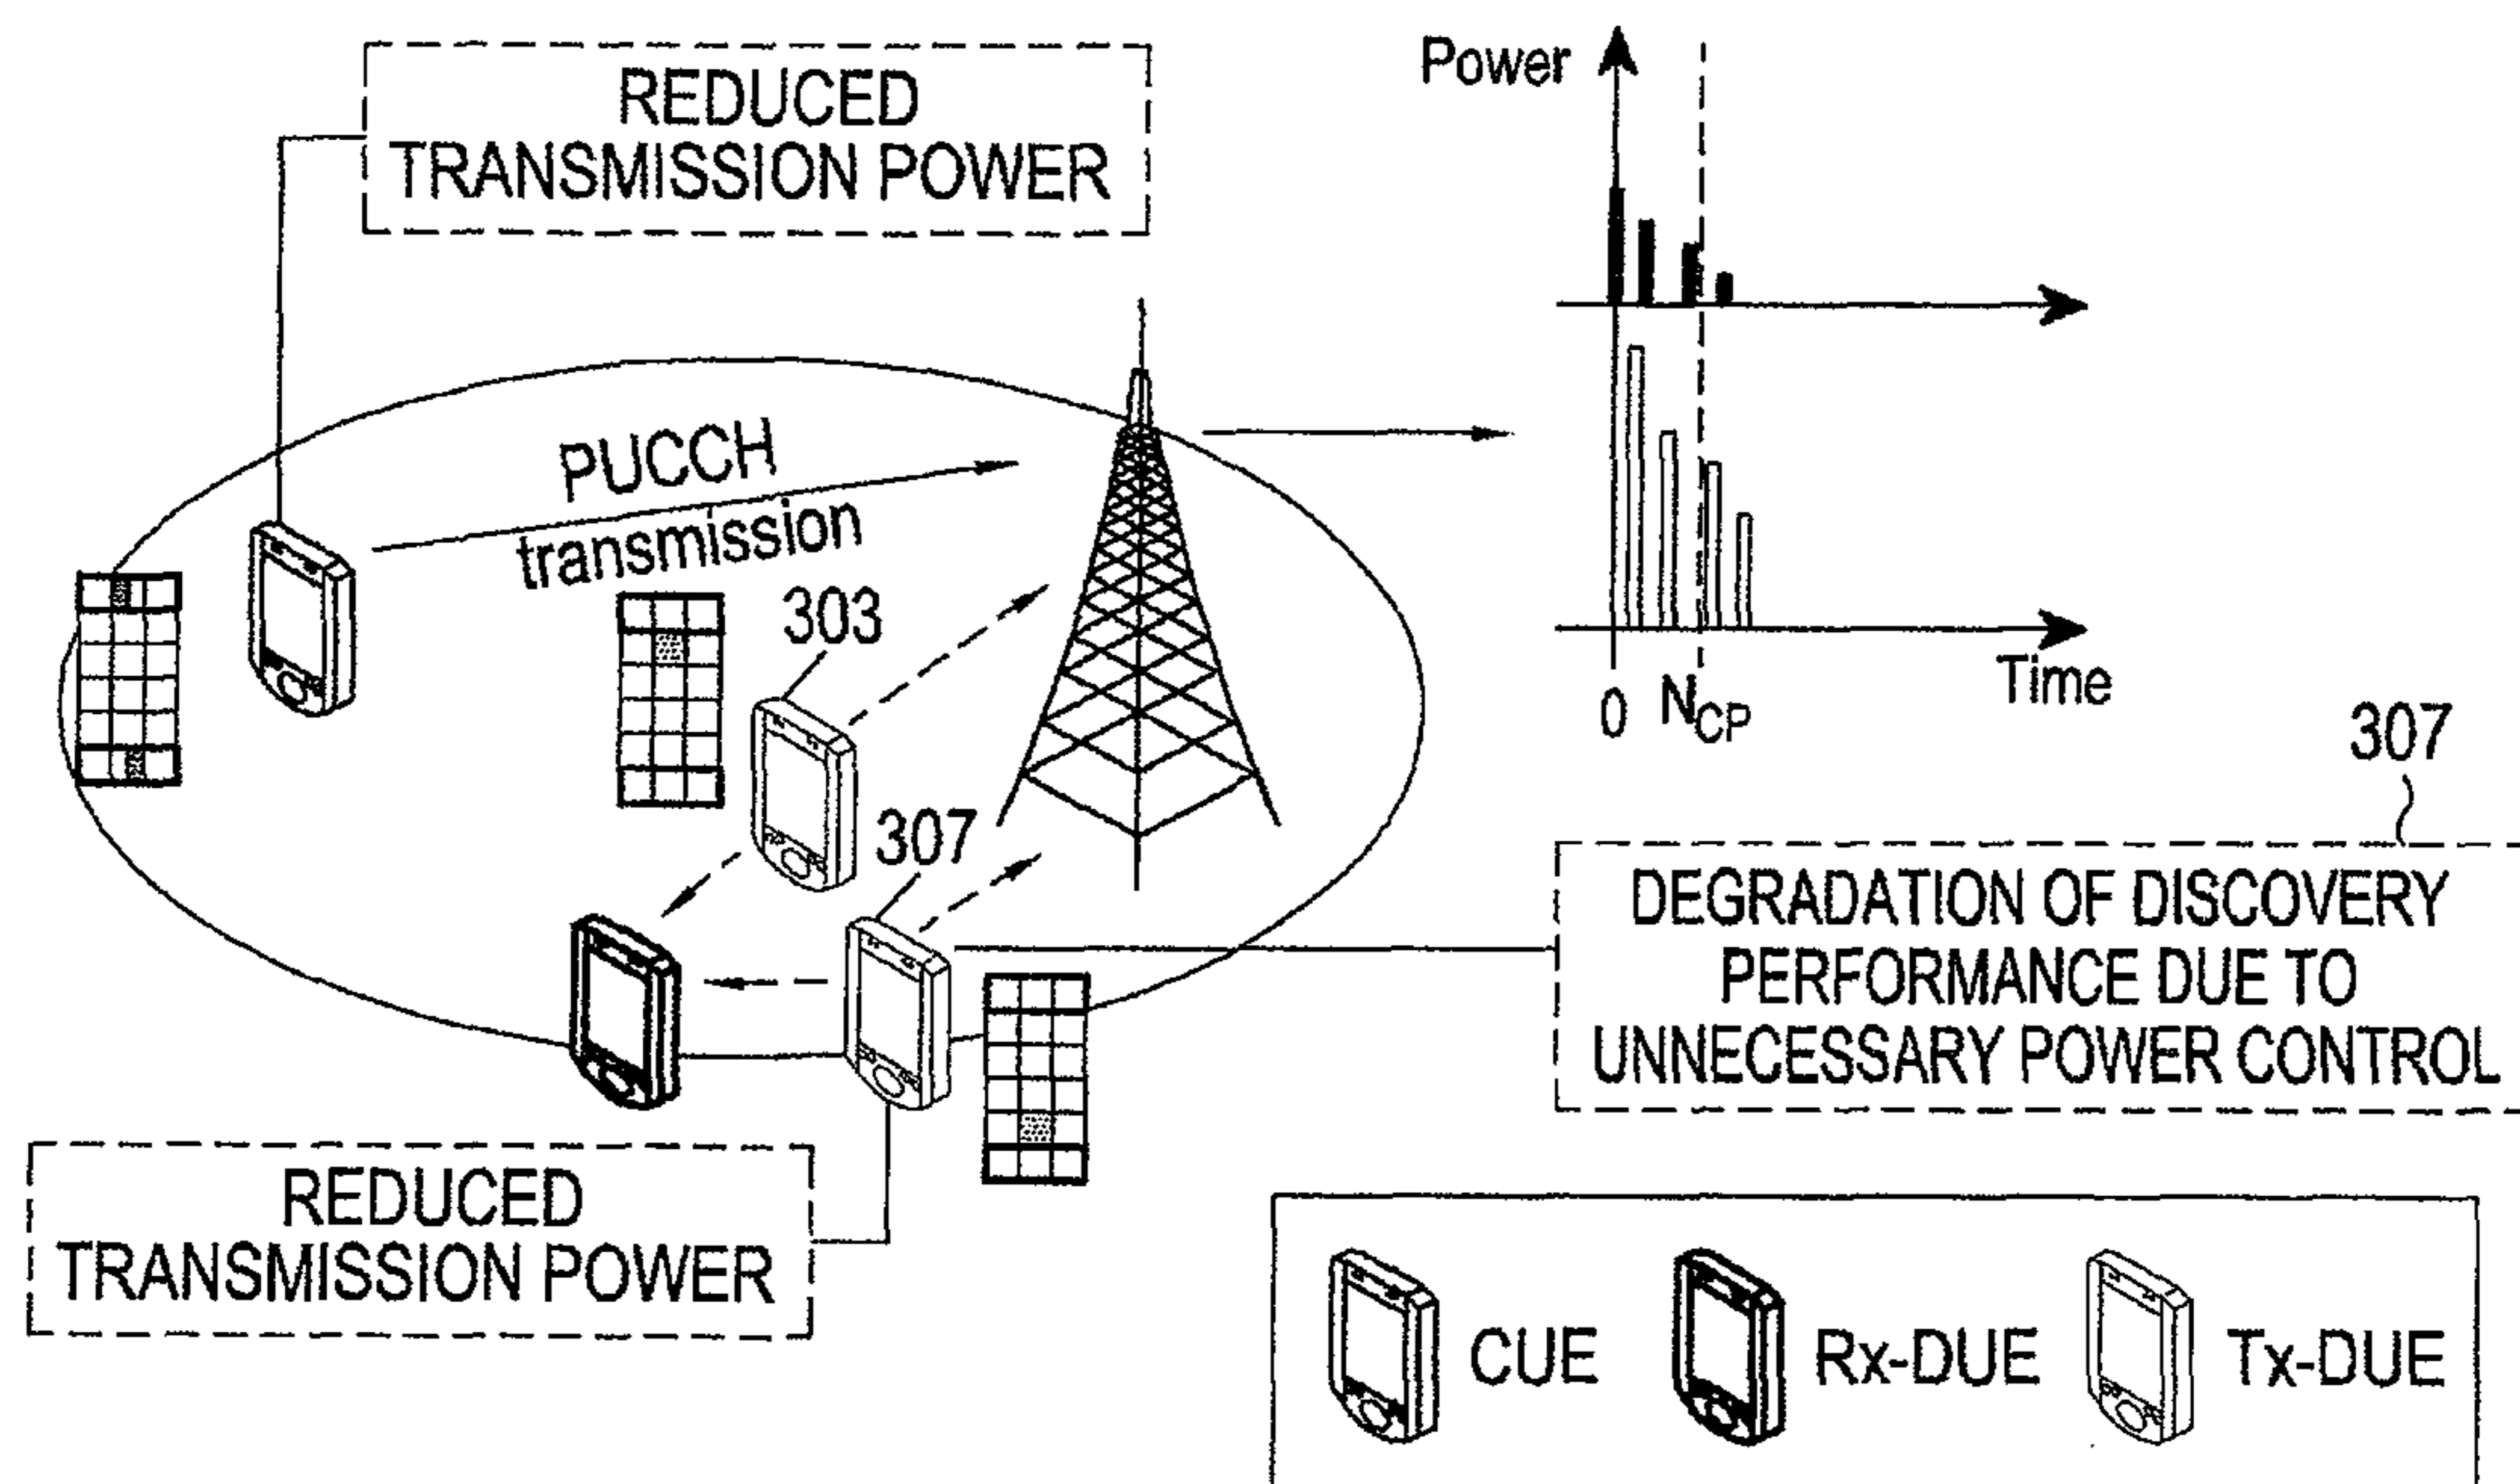 REDUCED
TRANSMISSION POWER
Power
PUCCH
transmission
303
0
N_CP
Time
307
307
DEGRADATION OF DISCOVERY
PERFORMANCE DUE TO
UNNECESSARY POWER CONTROL
REDUCED
TRANSMISSION POWER
CUE
Rx-DUE
Tx-DUE